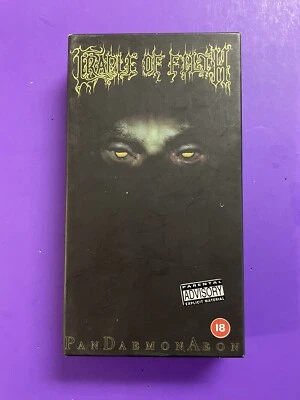 CRADLE OF FILTH
PARENTAL
ADVISORY
EXPLICIT MATERIAL
18
PANDAEMONAEON